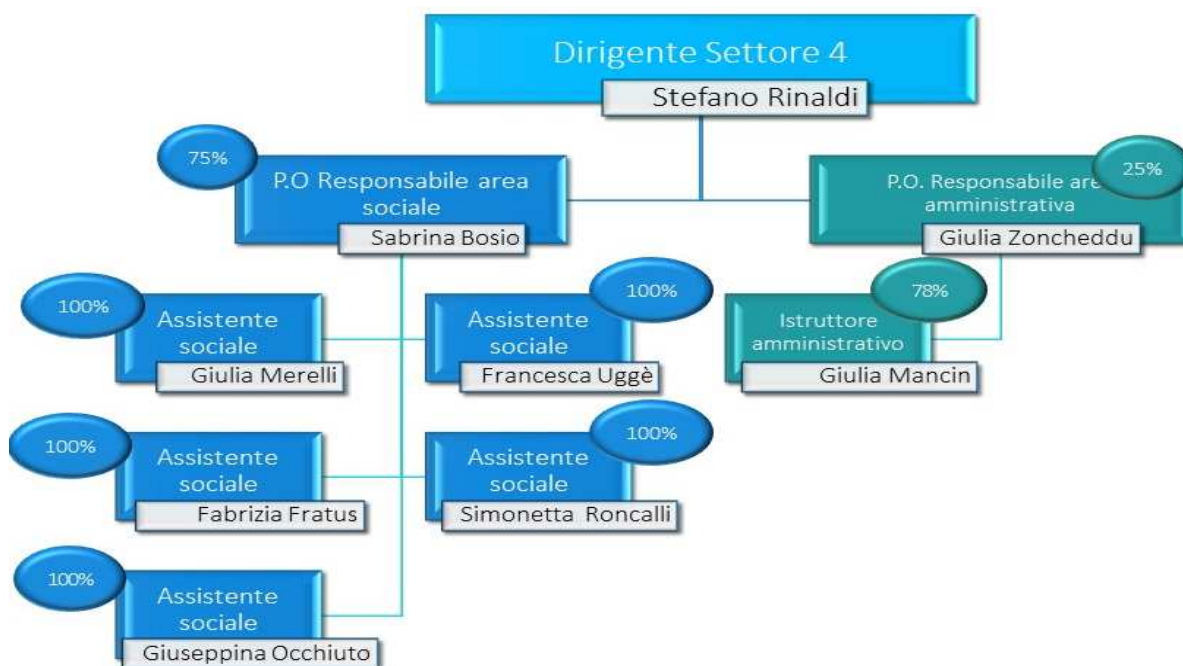 Dirigente Settore 4
Stefano Rinaldi
75%
P.O Responsabile area
sociale
Sabrina Bosio
25%
P.O. Responsabile are
amministrativa
Giulia Zoncheddu
100%
Assistente
sociale
Giulia Merelli
100%
Assistente
sociale
Francesca Uggè
78%
Istruttore
amministrativo
Giulia Mancin
100%
Assistente
sociale
Fabrizia Fratus
100%
Assistente
sociale
Simonetta Roncalli
100%
Assistente
sociale
Giuseppina Occhiuto